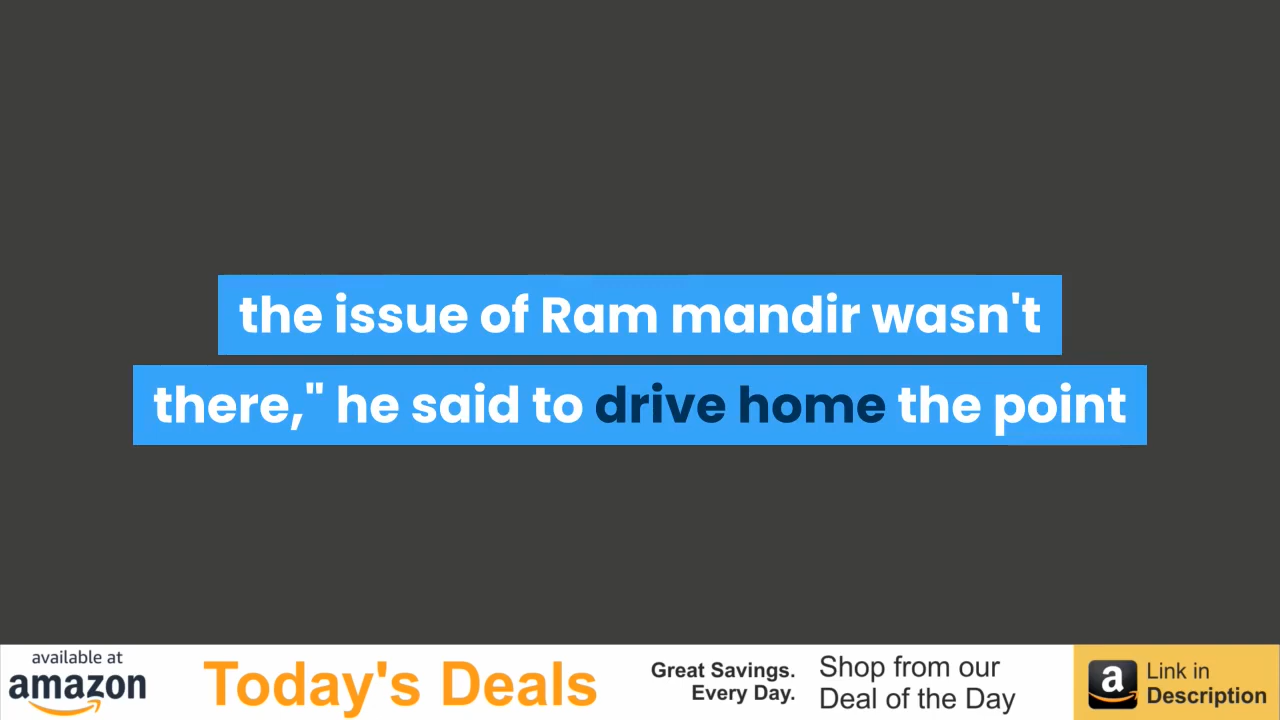 the issue of Ram mandir wasn't
there," he said to drive home the point
available at
amazon
Today's Deals
Great Savings.
Every Day.
Shop from our
Deal of the Day
a
Link in
Description